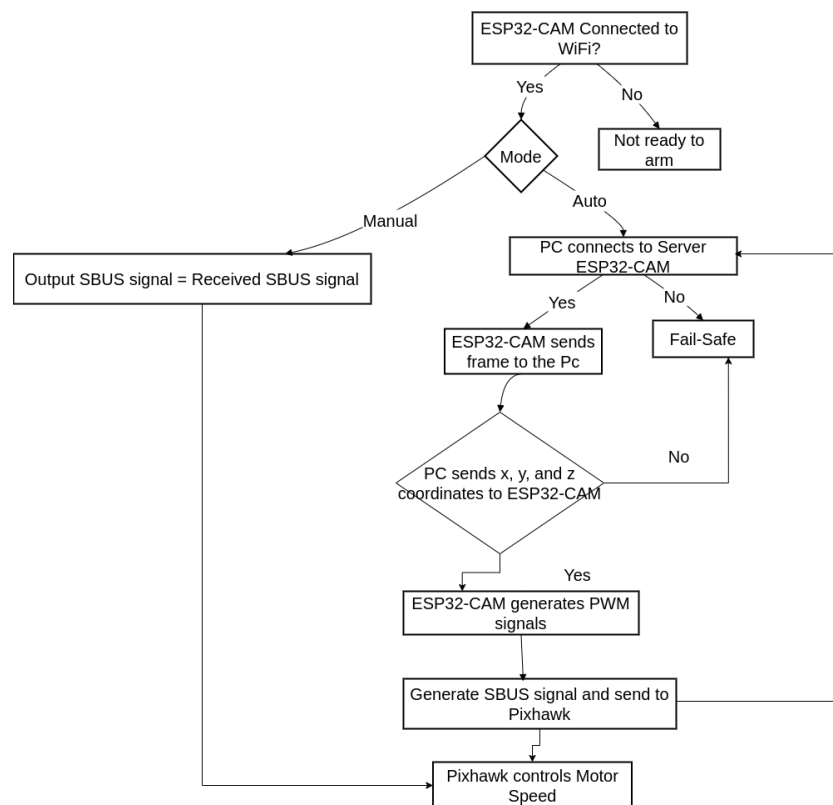 ESP32-CAM Connected to
WiFi?
Yes
No
Mode
Not ready to
arm
Manual
Auto
Output SBUS signal = Received SBUS signal
PC connects to Server
ESP32-CAM
Yes
No
ESP32-CAM sends
frame to the Pc
Fail-Safe
PC sends x, y, and z
coordinates to ESP32-CAM
No
Yes
ESP32-CAM generates PWM
signals
Generate SBUS signal and send to
Pixhawk
Pixhawk controls Motor
Speed